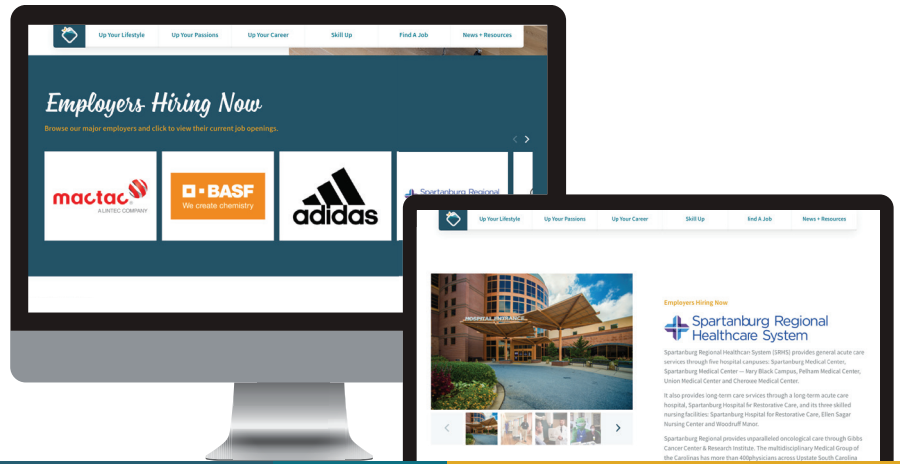 Up Your Lifestyle Up Your Passions Up Your Career Skill Up Find A Job News + Resources
Employers Hiring Now
Browse our major employers and click to view their current job openings.
mactac
A LINTEC COMPANY
BASF
We create chemistry
adidas
Spartanburg Regional
Up Your Lifestyle Up Your Passions Up Your Career Skill Up find A Job News + Resources
HOSPITAL ENTRANCE
Employers Hiring Now
Spartanburg Regional
Healthcare System
Spartanburg Regional Healthcarı System (SRHS) provides general acute care
services through five hospital campuses: Spartanburg Medical Center,
Spartanburg Medical Center — Mary Black Campus, Pelham Medical Center,
Union Medical Center and Cherokee Medical Center.
It also provides long-term care services through a long-term acute care
hospital, Spartanburg Hospital for Restorative Care, and its three skilled
nursing facilities: Spartanburg Hospital for Restorative Care, Ellen Sagar
Nursing Center and Woodruff Manor.
Spartanburg Regional provides unparalleled oncological care through Gibbs
Cancer Center & Research Institute. The multidisciplinary Medical Group of
the Carolinas has more than 400physicians across Upstate South Carolina